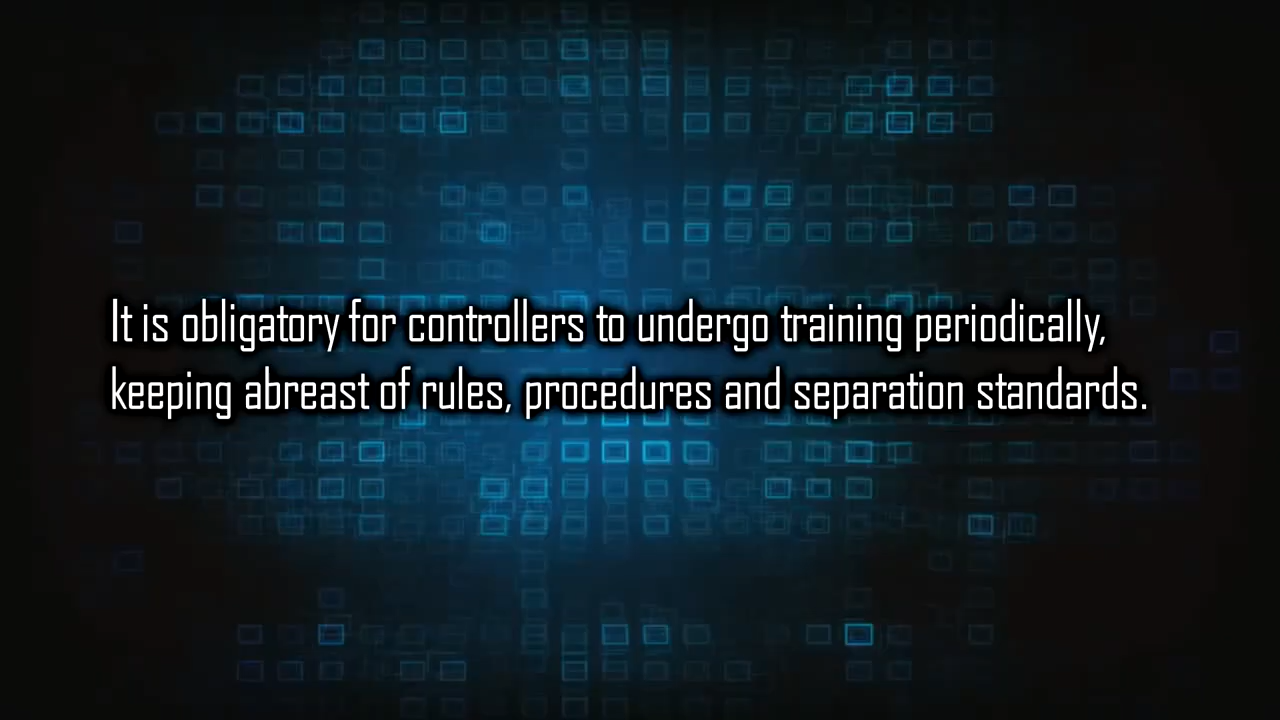 It is obligatory for controllers to undergo training periodically,
keeping abreast of rules, procedures and separation standards.